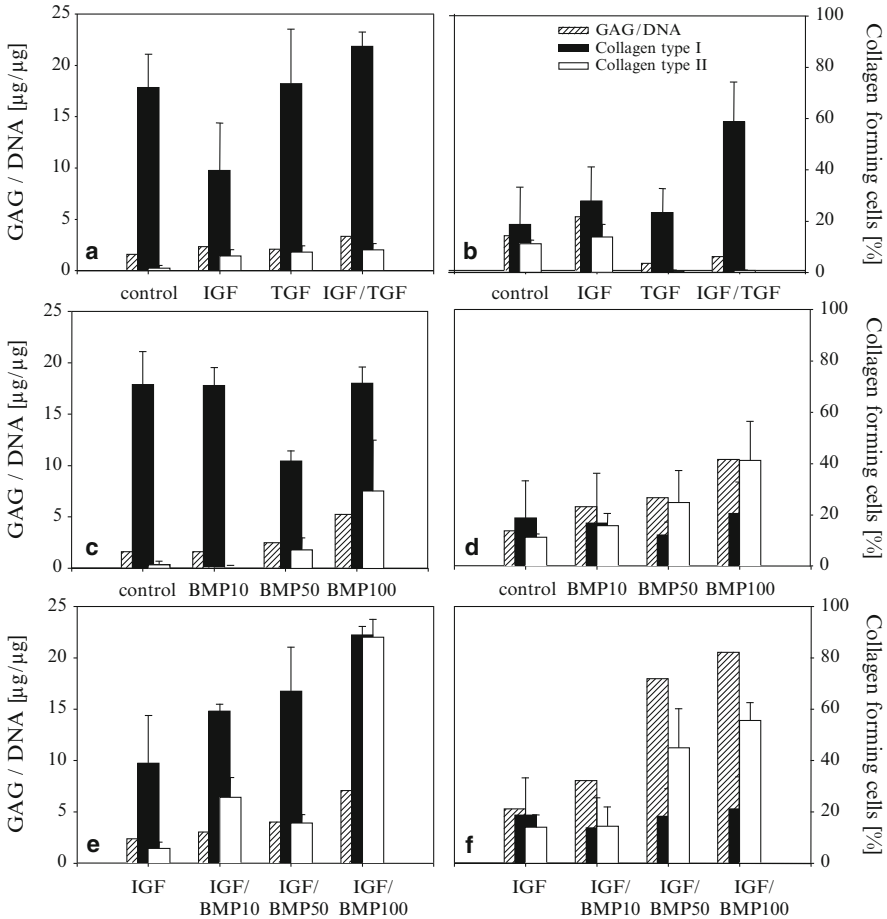 25
20
15
10
5
0
GAG / DNA [µg/µg]
a
control IGF TGF IGF/TGF
GAG/DNA
Collagen type I
Collagen type II
100
80
60
40
20
0
Collagen forming cells [%]
b
control IGF TGF IGF/TGF
25
20
15
10
5
0
GAG / DNA [µg/µg]
c
control BMP10 BMP50 BMP100
100
80
60
40
20
0
Collagen forming cells [%]
d
control BMP10 BMP50 BMP100
25
20
15
10
5
0
GAG / DNA [µg/µg]
e
IGF IGF/ IGF/ IGF/
BMP10 BMP50 BMP100
100
80
60
40
20
0
Collagen forming cells [%]
f
IGF IGF/ IGF/ IGF/
BMP10 BMP50 BMP100